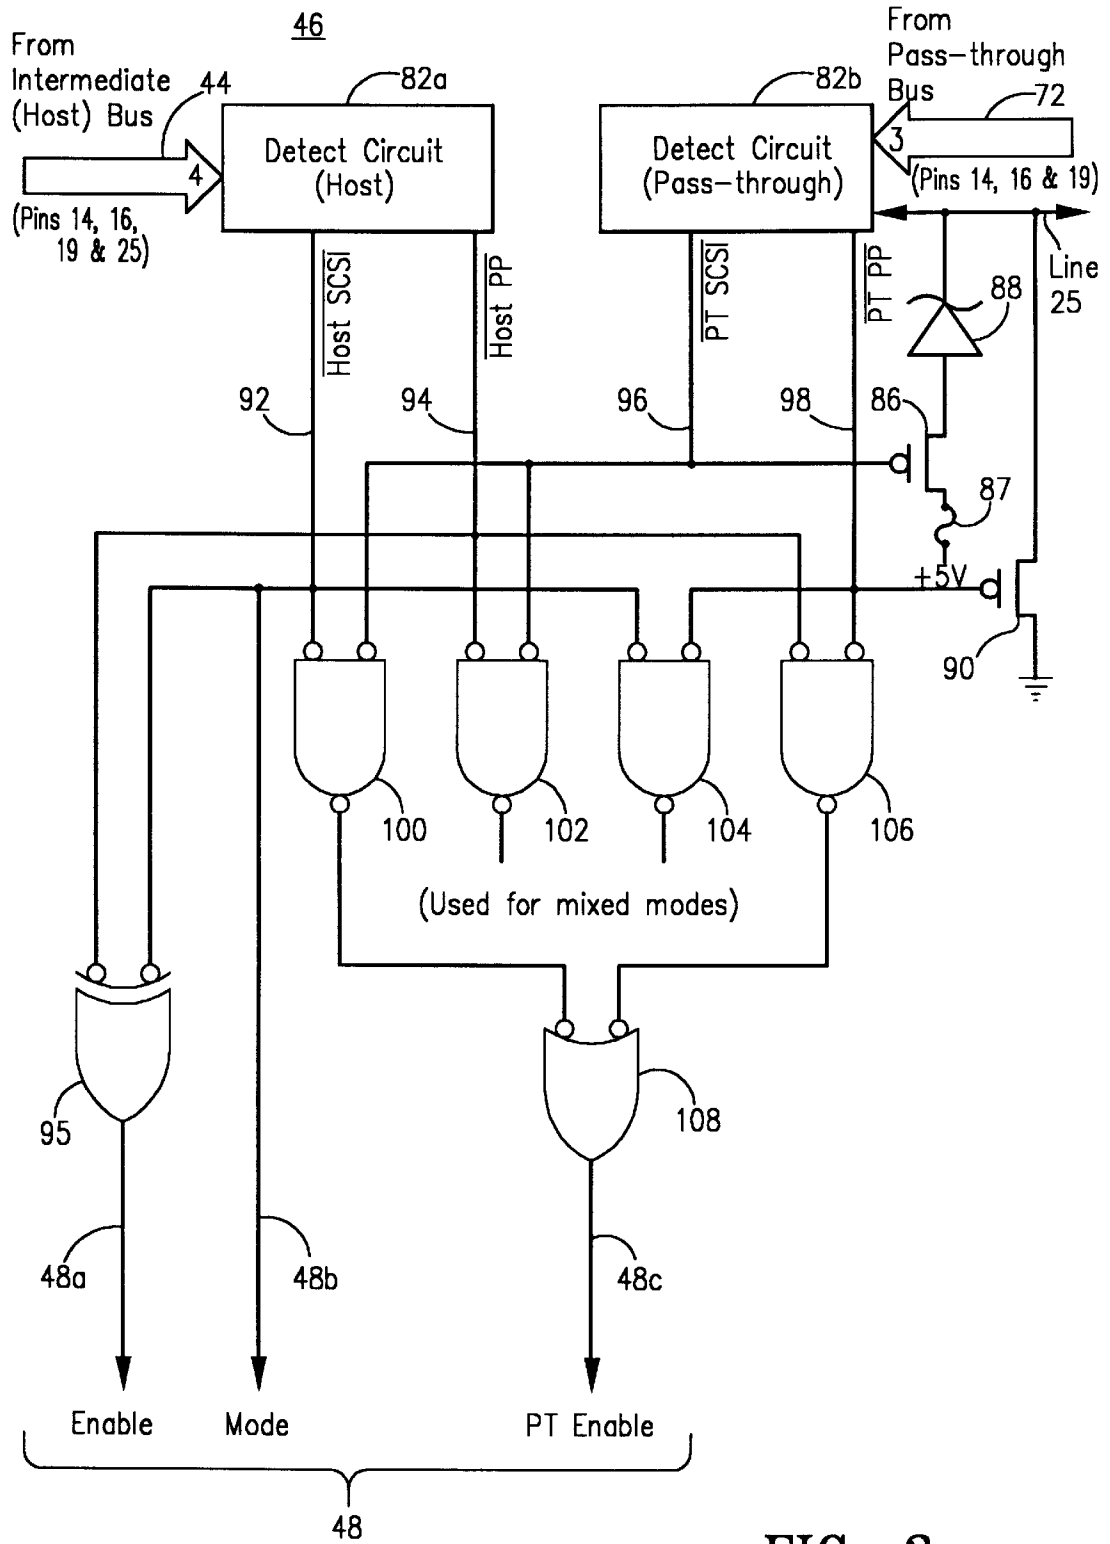 46
From
Intermediate
(Host) Bus
44
4
(Pins 14, 16,
19 & 25)
82a
Detect Circuit
(Host)
82b
Detect Circuit
(Pass-through)
From
Pass-through
Bus
72
3
(Pins 14, 16 & 19)
Line
25
Host SCSI
Host PP
PT SCSI
PT PP
88
92
94
96
98
86
87
+5V
90
100
102
104
106
(Used for mixed modes)
95
108
48a
48b
48c
Enable
Mode
PT Enable
48